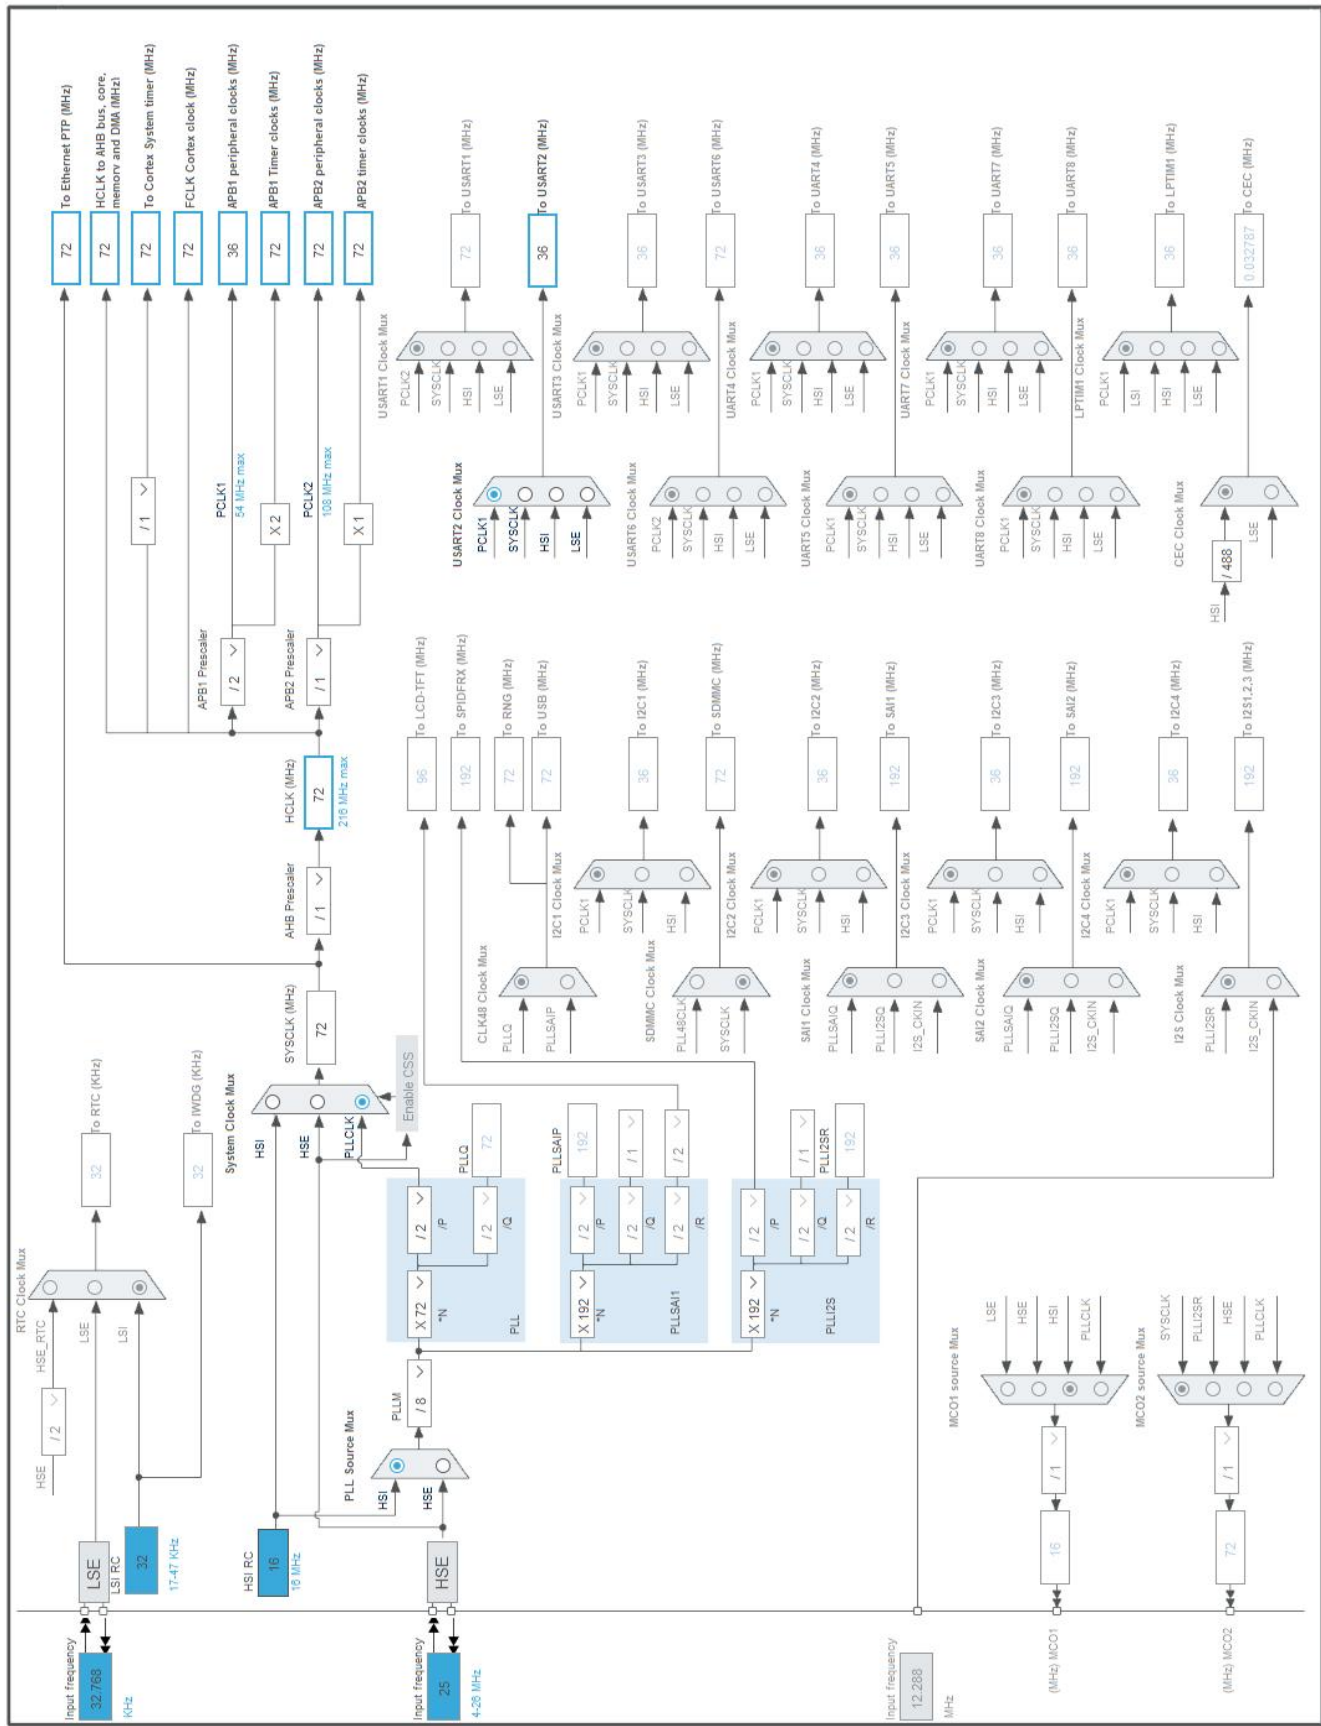 Input frequency
32.768
KHz
LSE
LSI RC
32
17-47 KHz
HSE
/ 2
HSE_RTC
LSE
LSI
RTC Clock Mux
32
To RTC (KHz)
32
To IWDG (KHz)
HSI RC
16
16 MHz
Input frequency
25
4-26 MHz
HSE
PLL Source Mux
HSI
HSE
PLLM
/ 8
X 72
*N
/ 2
/P
/ 2
/Q
PLL
PLLQ
72
X 192
*N
/ 2
/P
/ 2
/Q
/ 2
/R
PLLSAI1
PLLSAIP
192
/ 1
/ 2
X 192
*N
/ 2
/P
/ 2
/Q
/ 2
/R
PLLI2S
/ 1
PLLI2SR
192
System Clock Mux
HSI
HSE
PLLCLK
Enable CSS
SYSCLK (MHz)
72
AHB Prescaler
/ 1
HCLK (MHz)
72
216 MHz max
APB1 Prescaler
/ 2
APB2 Prescaler
/ 1
/ 1
PCLK1
54 MHz max
X 2
PCLK2
108 MHz max
X 1
72
To Ethernet PTP (MHz)
72
HCLK to AHB bus, core,
memory and DMA (MHz)
72
To Cortex System timer (MHz)
72
FCLK Cortex clock (MHz)
36
APB1 peripheral clocks (MHz)
72
APB1 Timer clocks (MHz)
72
APB2 peripheral clocks (MHz)
72
APB2 timer clocks (MHz)
96
To LCD-TFT (MHz)
192
To SPIDFRX (MHz)
72
To RNG (MHz)
72
To USB (MHz)
CLK48 Clock Mux
PLLQ
PLLSAIP
I2C1 Clock Mux
PCLK1
SYSCLK
HSI
36
To I2C1 (MHz)
SDMMC Clock Mux
PLL48CLK
SYSCLK
72
To SDMMC (MHz)
I2C2 Clock Mux
PCLK1
SYSCLK
HSI
36
To I2C2 (MHz)
SAI1 Clock Mux
PLLSAIQ
PLLI2SQ
I2S_CKIN
192
To SAI1 (MHz)
I2C3 Clock Mux
PCLK1
SYSCLK
HSI
36
To I2C3 (MHz)
SAI2 Clock Mux
PLLSAIQ
PLLI2SQ
I2S_CKIN
192
To SAI2 (MHz)
I2C4 Clock Mux
PCLK1
SYSCLK
HSI
36
To I2C4 (MHz)
I2S Clock Mux
PLLI2SR
I2S_CKIN
192
To I2S1,2,3 (MHz)
USART1 Clock Mux
PCLK2
SYSCLK
HSI
LSE
72
To USART1 (MHz)
USART2 Clock Mux
PCLK1
SYSCLK
HSI
LSE
36
To USART2 (MHz)
USART3 Clock Mux
PCLK1
SYSCLK
HSI
LSE
36
To USART3 (MHz)
USART6 Clock Mux
PCLK2
SYSCLK
HSI
LSE
72
To USART6 (MHz)
UART4 Clock Mux
PCLK1
SYSCLK
HSI
LSE
36
To UART4 (MHz)
UART5 Clock Mux
PCLK1
SYSCLK
HSI
LSE
36
To UART5 (MHz)
UART7 Clock Mux
PCLK1
SYSCLK
HSI
LSE
36
To UART7 (MHz)
UART8 Clock Mux
PCLK1
SYSCLK
HSI
LSE
36
To UART8 (MHz)
LPTIM1 Clock Mux
PCLK1
LSI
HSI
LSE
36
To LPTIM1 (MHz)
CEC Clock Mux
HSI
/ 488
LSE
0.032787
To CEC (MHz)
Input frequency
12.288
MHz
(MHz) MCO1
16
/ 1
MCO1 source Mux
LSE
HSE
HSI
PLLCLK
(MHz) MCO2
72
/ 1
MCO2 source Mux
SYSCLK
PLLI2SR
HSE
PLLCLK